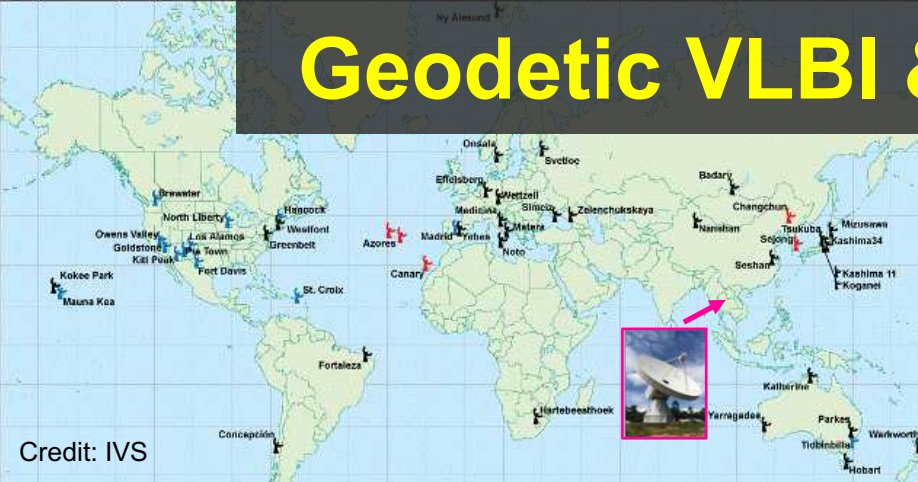 Ny Alesund
Geodetic VLBI &
Onsala
Svetloe
Effelsberg
Wettzell
Badary
Brewster
Medicina
Simeiz
Zelenchukskaya
Changchun
North Liberty
Hancock
Westford
Matera
Nanshan
Tsukuba
Mizusawa
Owens Valley
Los Alamos
Azores
Madrid
Yebes
Sejong
Kashima34
Goldstone
Pie Town
Greenbelt
Noto
Kitt Peak
Fort Davis
Canary
Seshan
Kokee Park
Kashima 11
Koganei
Mauna Kea
St. Croix
Fortaleza
Katherine
Hartebeesthoek
Yarragadee
Parkes
Concepción
Tidbinbilla
Warkworth
Credit: IVS
Hobart